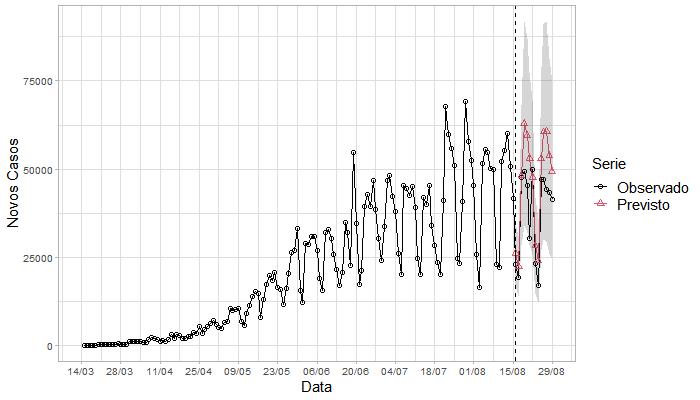 Novos Casos
75000
50000
25000
0
14/03 28/03 11/04 25/04 09/05 23/05 06/06 20/06 04/07 18/07 01/08 15/08 29/08
Data
Serie
Observado
Previsto